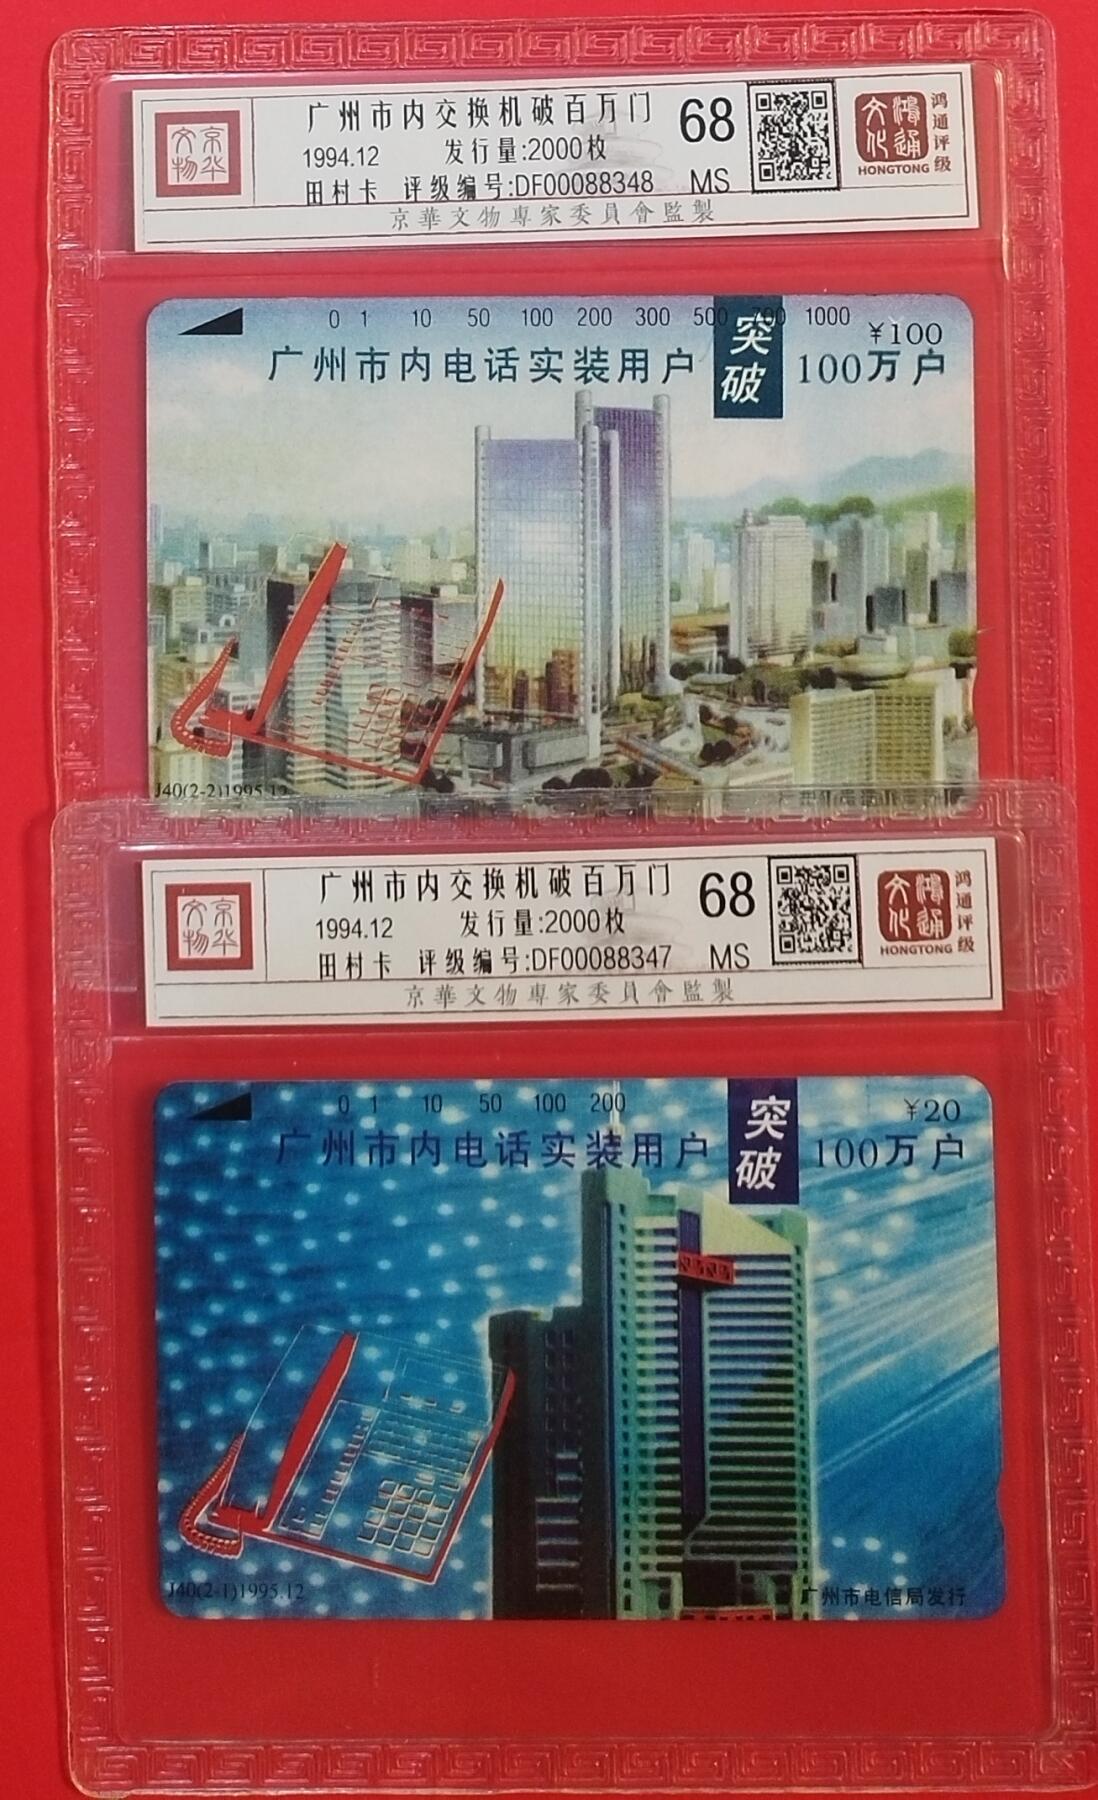 京华文物
广州市内交换机破百万门
1994.12 发行量:2000枚
田村卡 评级编号:DF00088348
68
MS
鸿通文化
HONGTONG
鸿通评级
京華文物專家委員會監製
0 1 10 50 100 200 300 500 700 1000
¥100
广州市内电话实装用户
突破
100万户
J40(2-2)1995.12
京华文物
广州市内交换机破百万门
1994.12 发行量:2000枚
田村卡 评级编号:DF00088347
68
MS
鸿通文化
HONGTONG
鸿通评级
京華文物專家委員會監製
0 1 10 50 100 200
¥20
广州市内电话实装用户
突破
100万户
J40(2-1)1995.12
广州市电信局发行